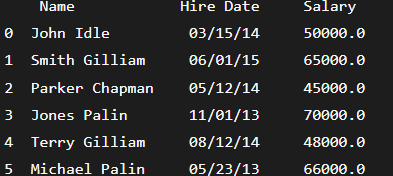 Name Hire Date Salary
0 John Idle 03/15/14 50000.0
1 Smith Gilliam 06/01/15 65000.0
2 Parker Chapman 05/12/14 45000.0
3 Jones Palin 11/01/13 70000.0
4 Terry Gilliam 08/12/14 48000.0
5 Michael Palin 05/23/13 66000.0